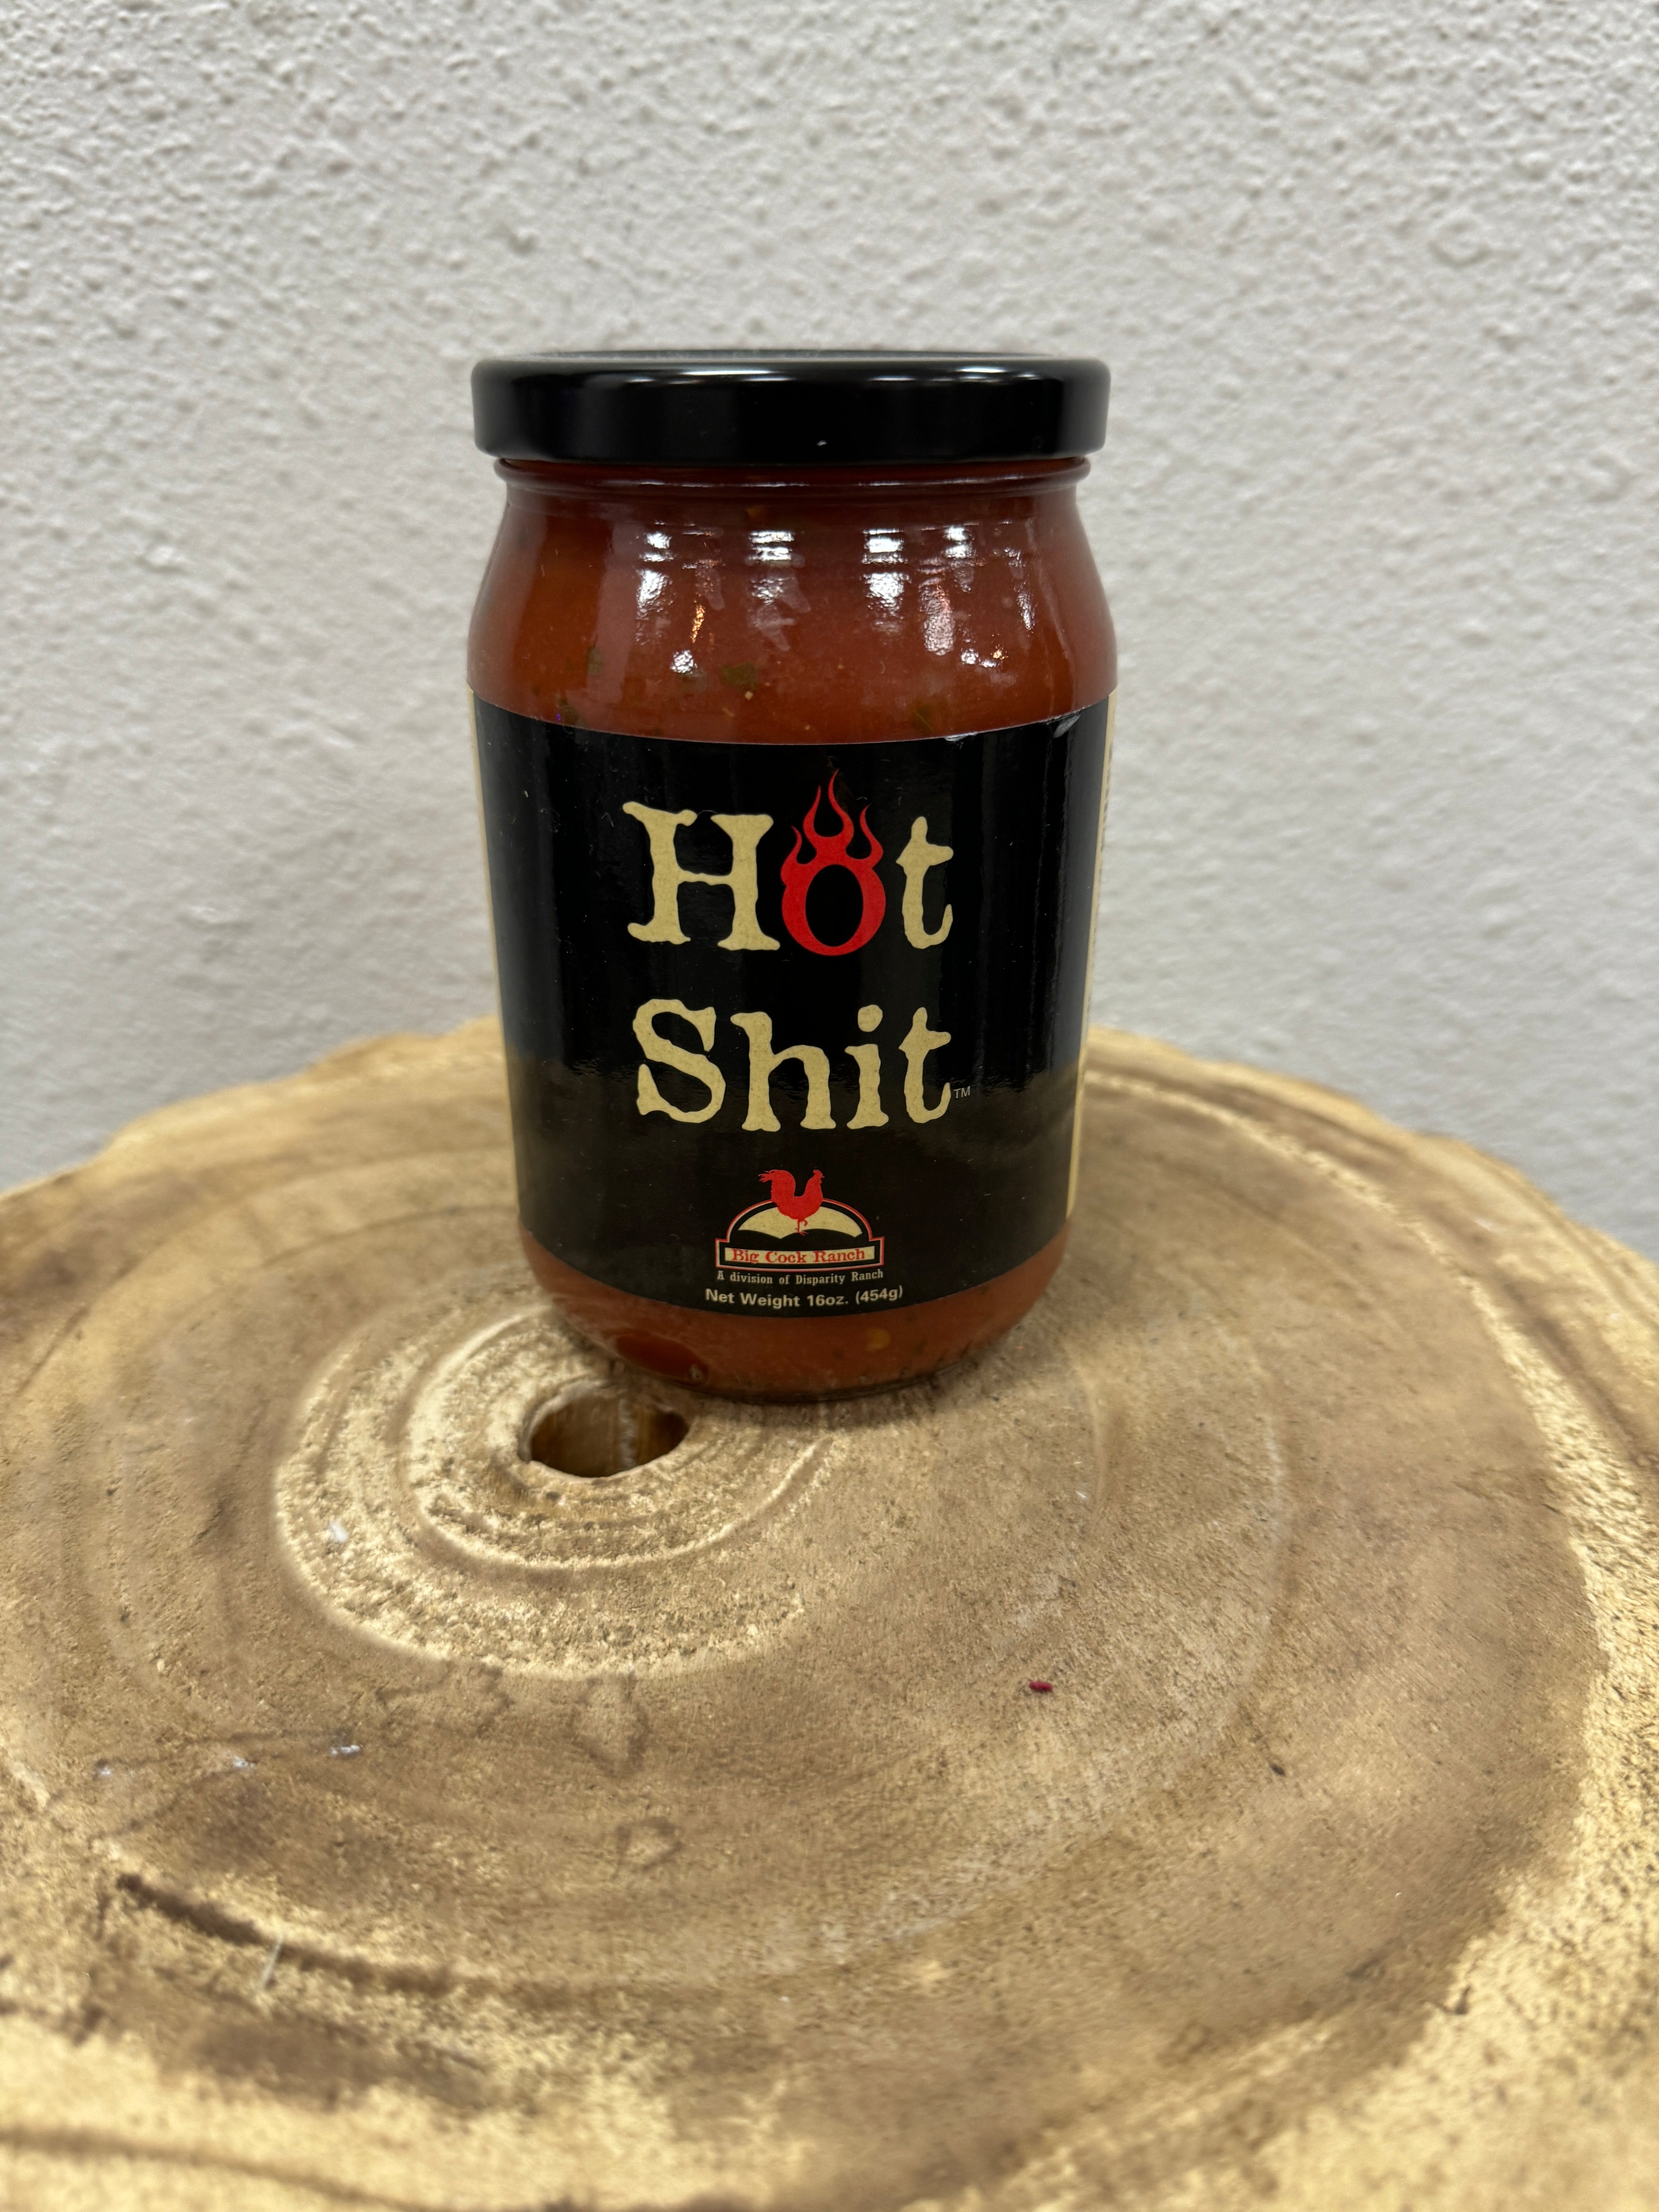 Hot
Shit™
Big Cock Ranch
A division of Disparity Ranch
Net Weight 16oz. (454g)